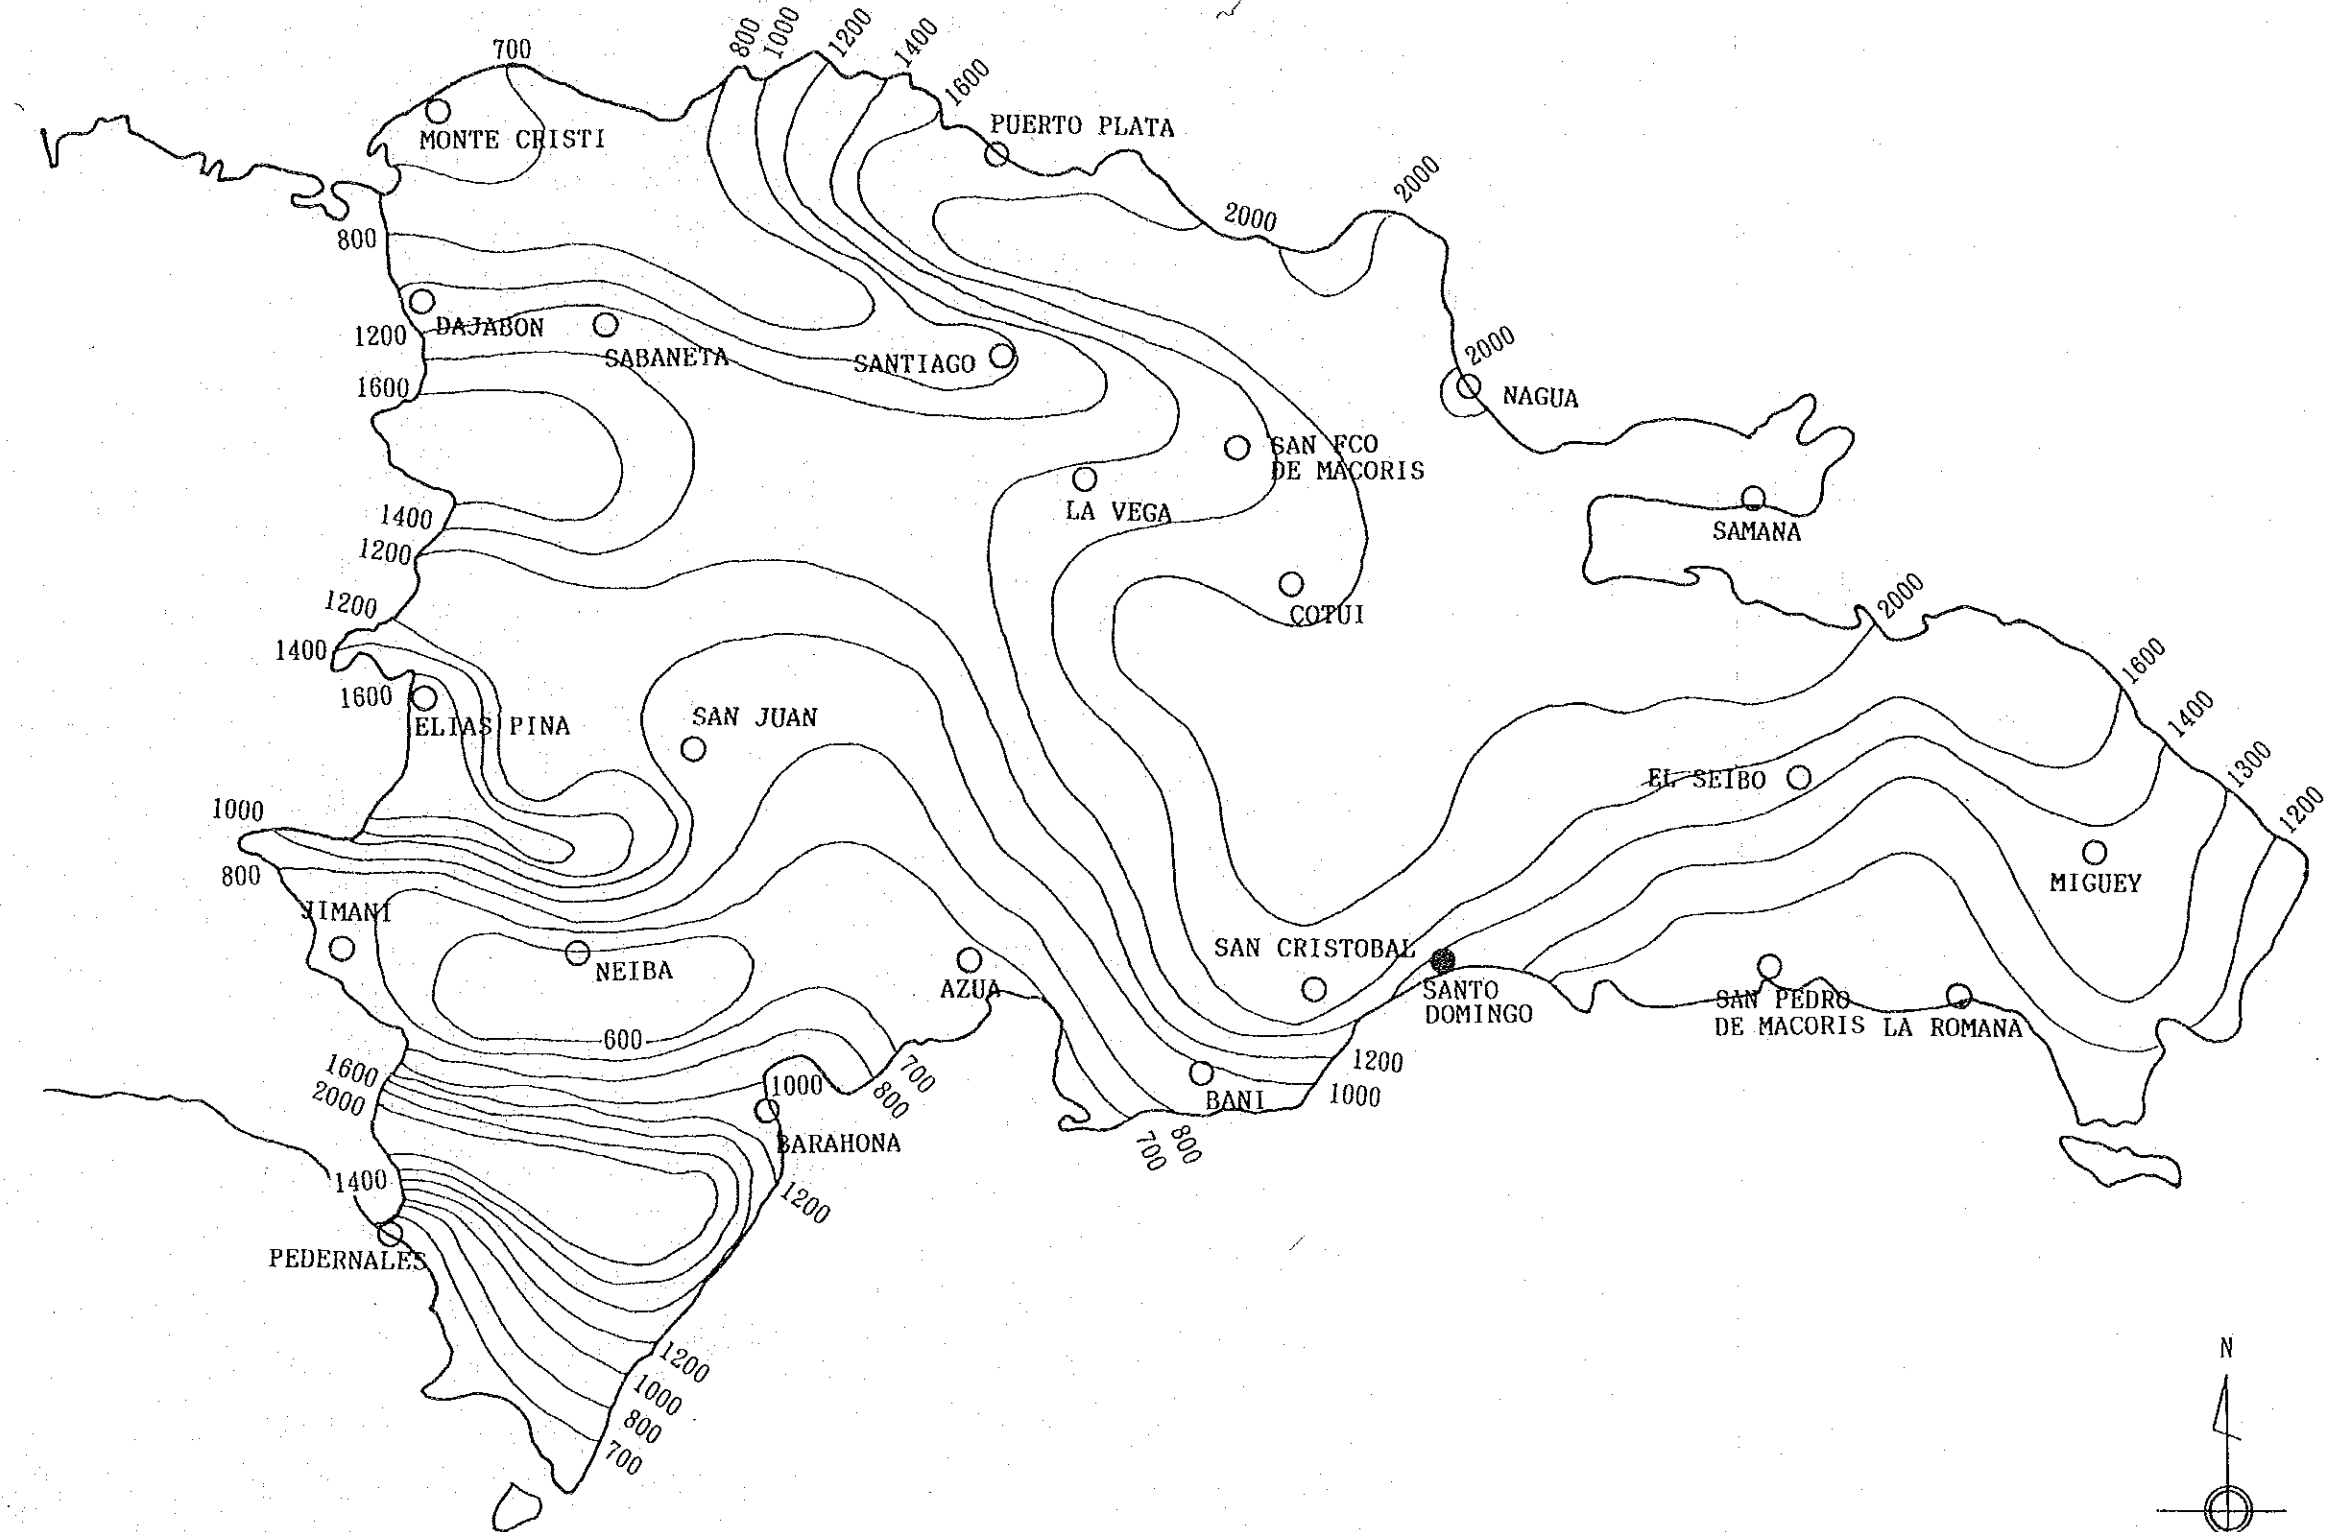 700
800
1000
1200
1400
1600
MONTE CRISTI
PUERTO PLATA
2000
2000
800
DAJABON
1200
SABANETA
SANTIAGO
2000
1600
NAGUA
SAN FCO
DE MACORIS
LA VEGA
1400
1200
SAMANA
COTUI
2000
1200
1400
1600
ELIAS PINA
SAN JUAN
1600
1400
1300
1200
EL SEIBO
1000
800
JIMANI
MIGUEY
NEIBA
AZUA
SAN CRISTOBAL
SANTO
DOMINGO
SAN PEDRO
DE MACORIS
LA ROMANA
600
1600
2000
1000
700
800
BARAHONA
BANI
1200
1000
700
800
1400
1200
PEDERNALES
1200
1000
800
700
N